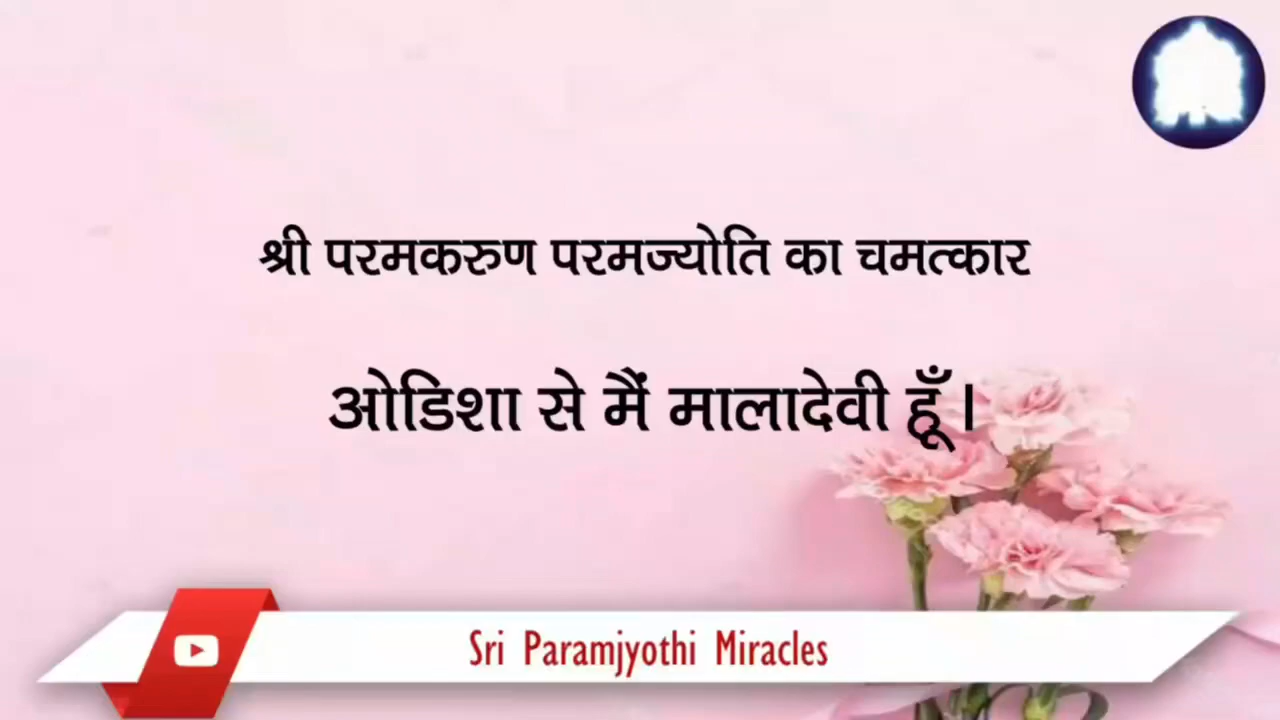 श्री परमकरुण परमज्योति का चमत्कार
ओडिशा से मैं मालादेवी हूँ।
Sri Paramjyothi Miracles